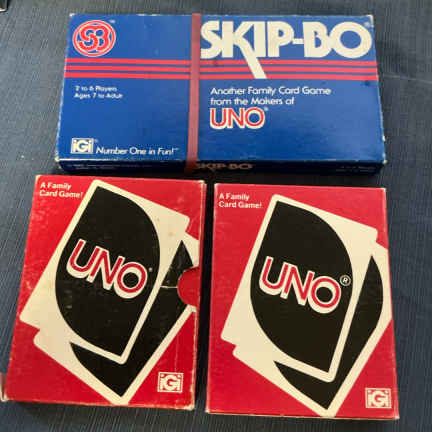 SB
SKIP-BO®
2 to 6 Players
Ages 7 to Adult
Another Family Card Game
from the Makers of
UNO®
iGi Number One in Fun!™
SKIP-BO®
A Family
Card Game!
UNO®
iGi
A Family
Card Game!
UNO®
iGi